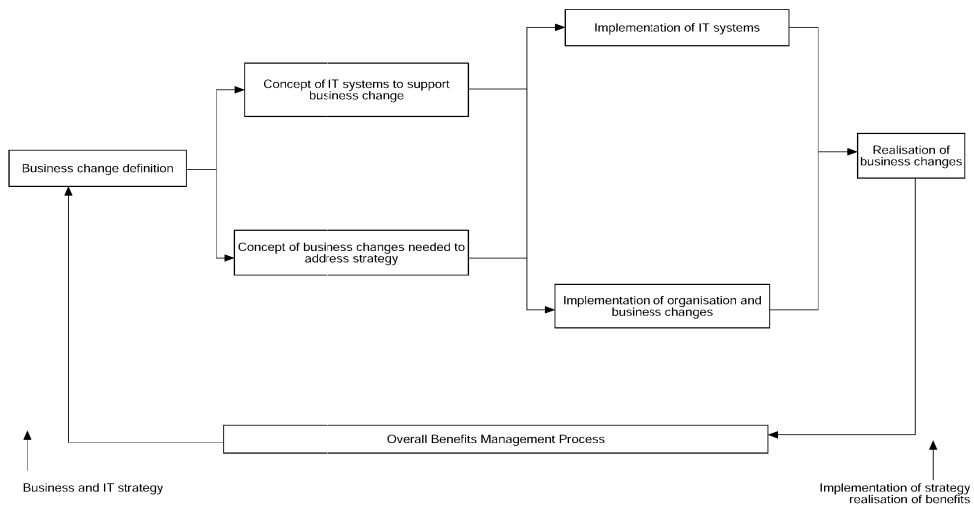 Implementation of IT systems
Concept of IT systems to support
business change
Business change definition
Realisation of
business changes
Concept of business changes needed to
address strategy
Implementation of organisation and
business changes
Overall Benefits Management Process
Business and IT strategy
Implementation of strategy
realisation of benefits